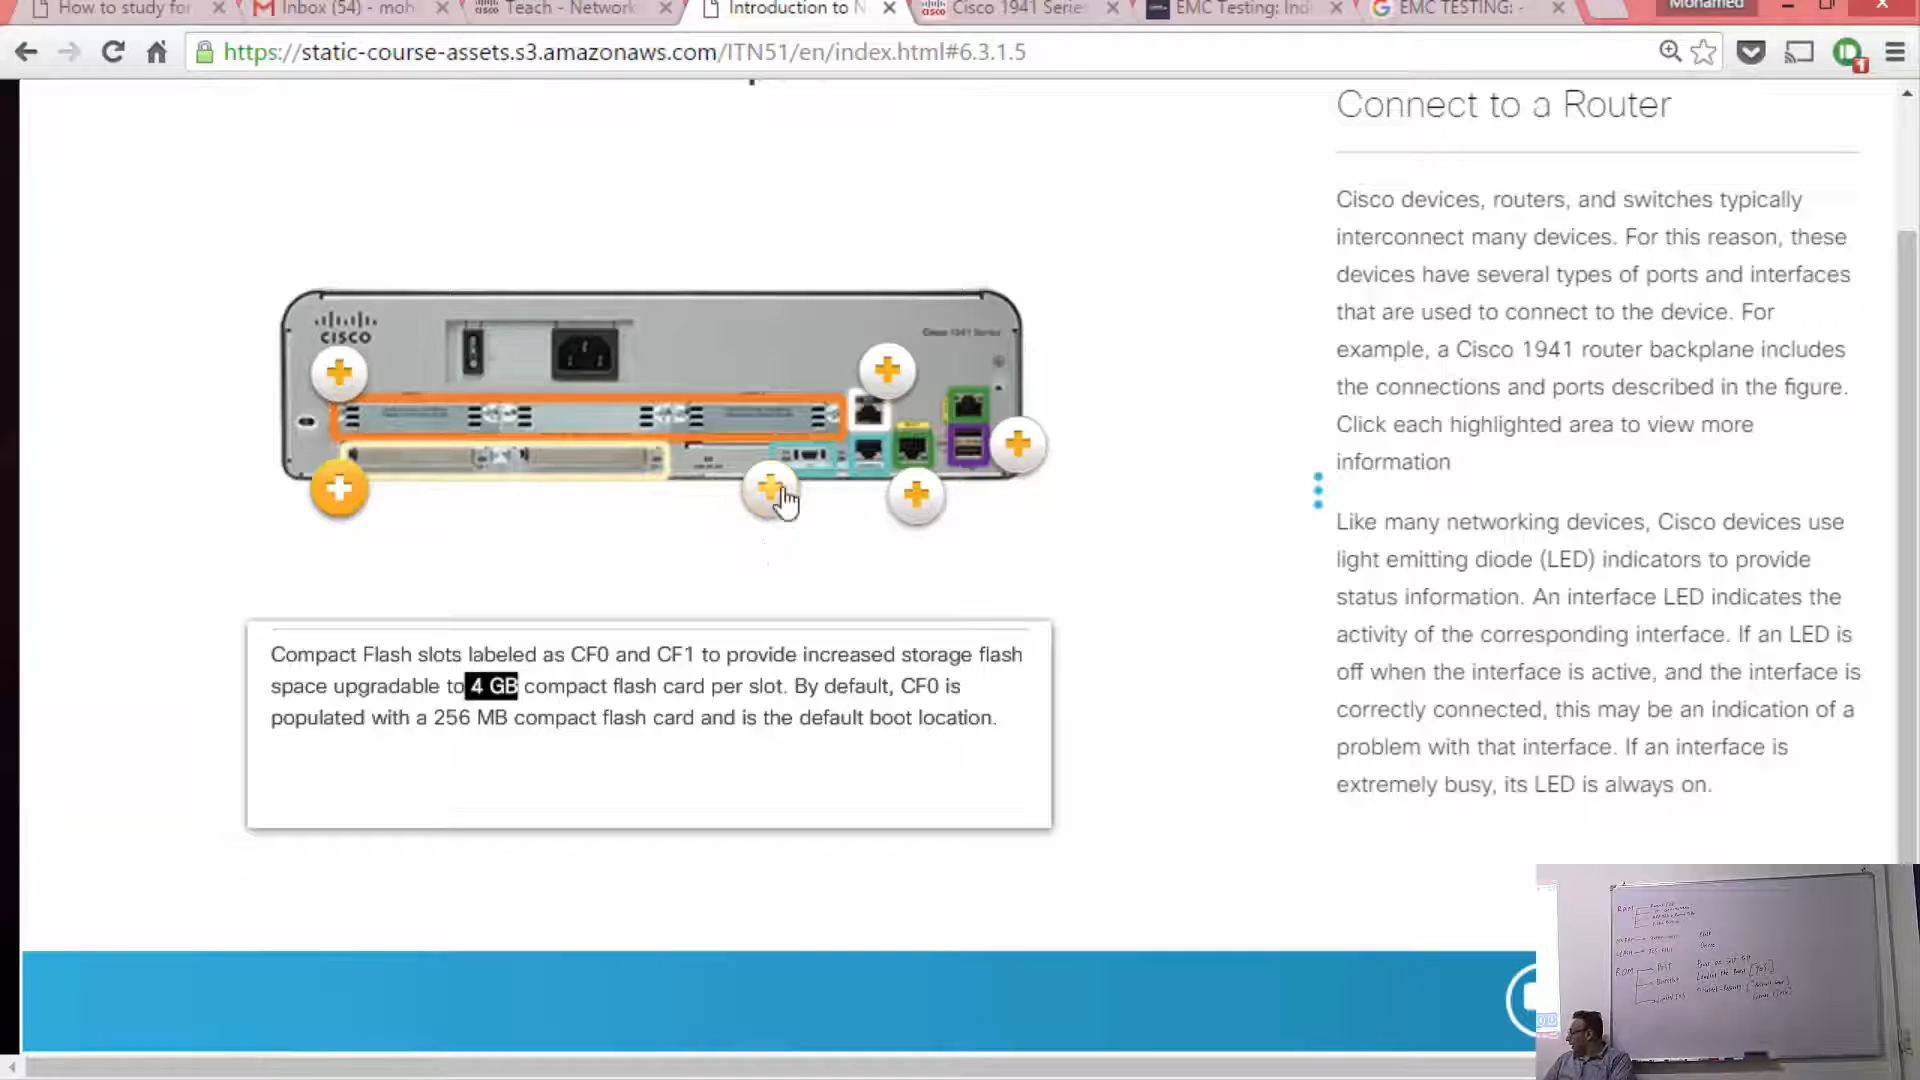 How to study for
Inbox (54) - moh
Teach - Network
Introduction to N
Cisco 1941 Serie
EMC Testing: Ind
EMC TESTING: -
Mohamed
https://static-course-assets.s3.amazonaws.com/ITN51/en/index.html#6.3.1.5
Connect to a Router
Cisco devices, routers, and switches typically
interconnect many devices. For this reason, these
devices have several types of ports and interfaces
that are used to connect to the device. For
example, a Cisco 1941 router backplane includes
the connections and ports described in the figure.
Click each highlighted area to view more
information
Like many networking devices, Cisco devices use
light emitting diode (LED) indicators to provide
status information. An interface LED indicates the
activity of the corresponding interface. If an LED is
off when the interface is active, and the interface is
correctly connected, this may be an indication of a
problem with that interface. If an interface is
extremely busy, its LED is always on.
CISCO
Cisco 1941 Series
Compact Flash slots labeled as CF0 and CF1 to provide increased storage flash
space upgradable to 4 GB compact flash card per slot. By default, CF0 is
populated with a 256 MB compact flash card and is the default boot location.
RAM
ROM